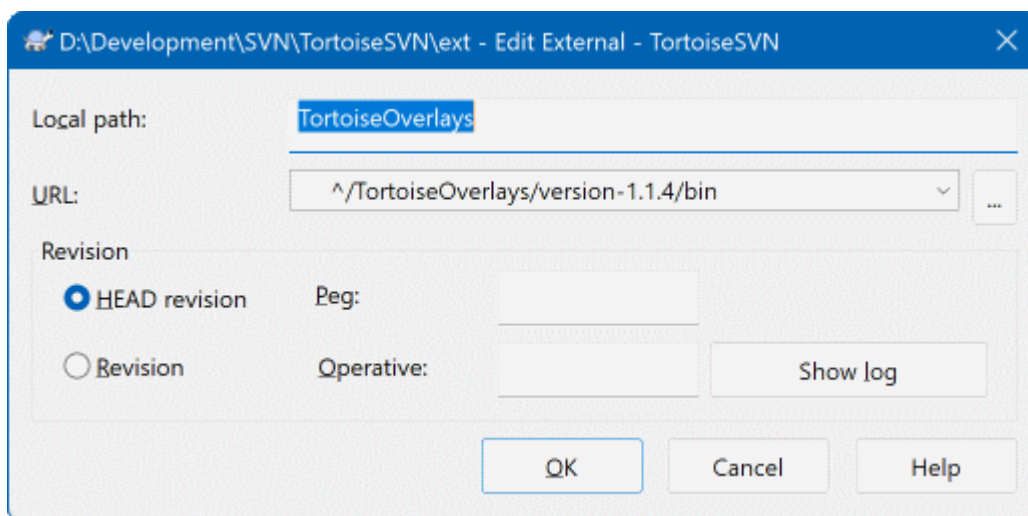 D:\Development\SVN\TortoiseSVN\ext - Edit External - TortoiseSVN
Local path: TortoiseOverlays
URL: ^/TortoiseOverlays/version-1.1.4/bin ...
Revision
HEAD revision Peg:
Revision Operative: Show log
OK Cancel Help